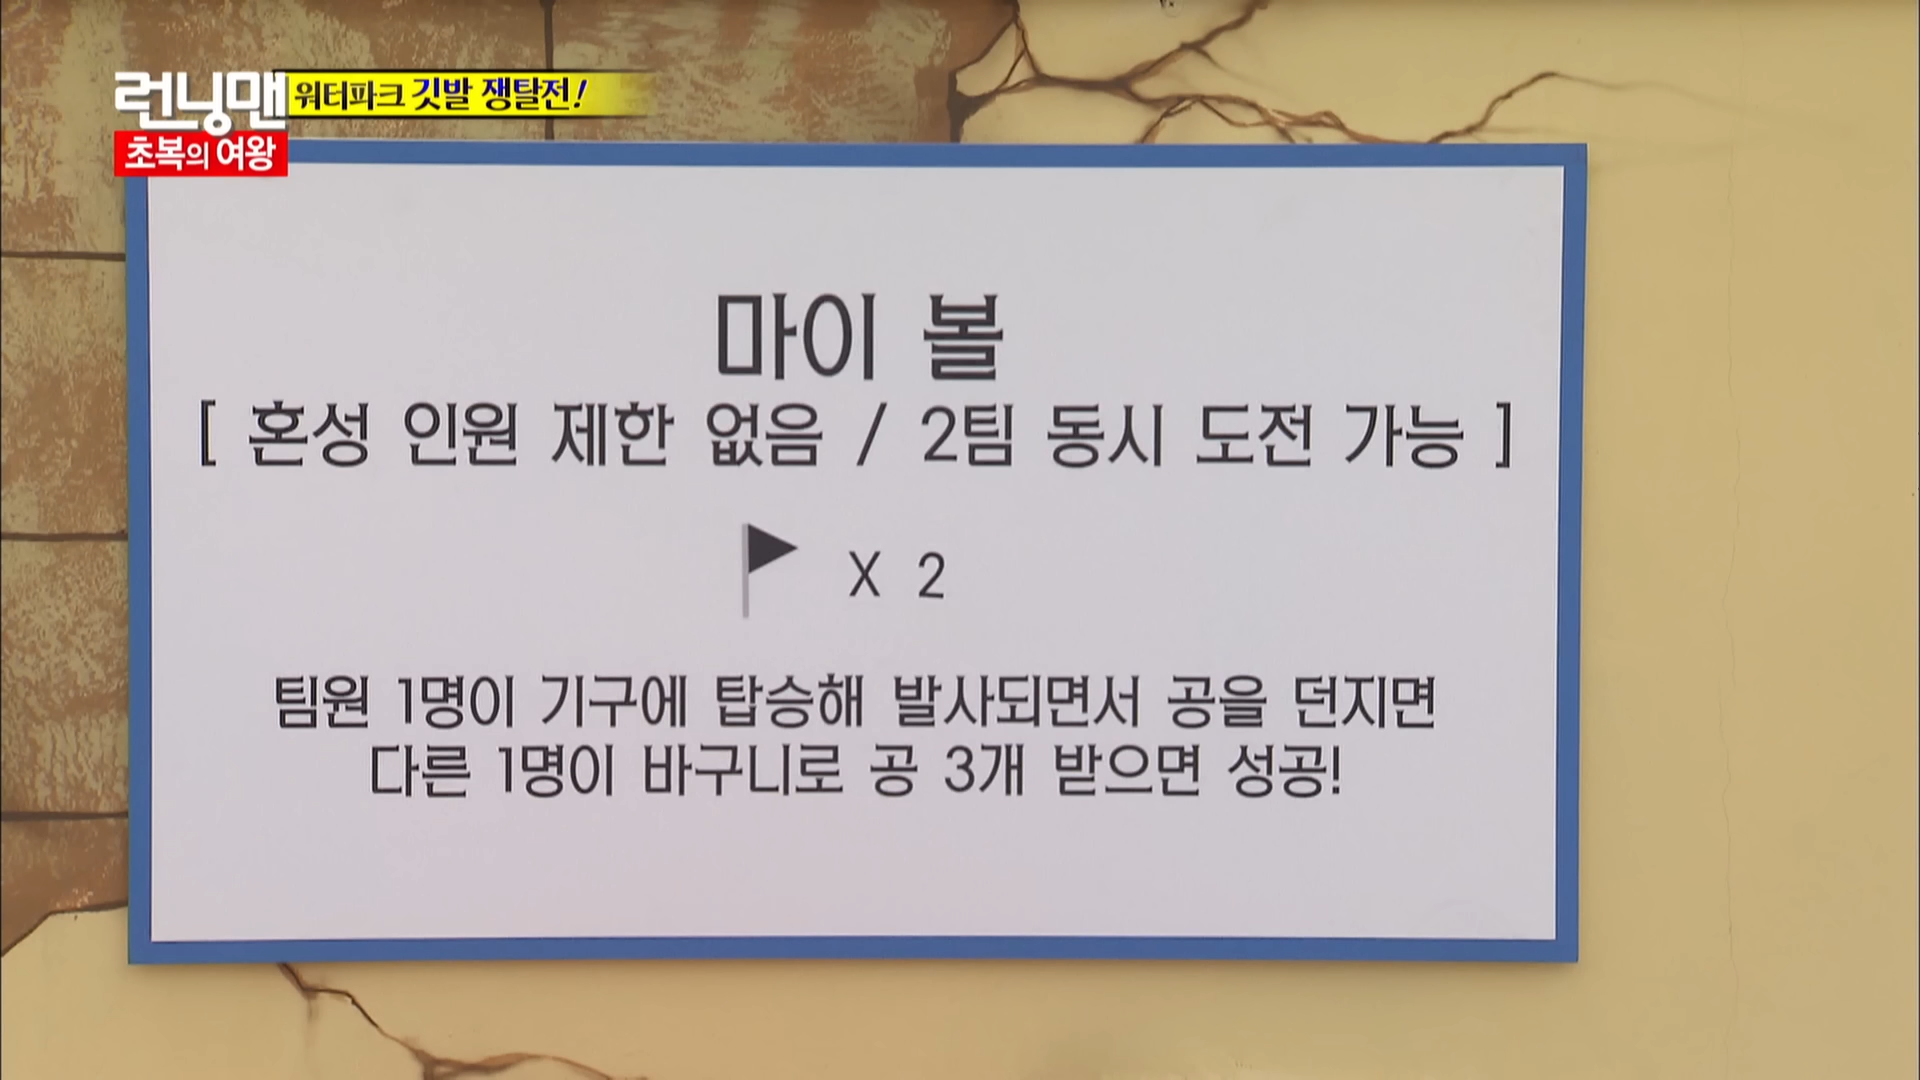 런닝맨 워터파크 깃발 쟁탈전!
초복의 여왕
마이 볼
[ 혼성 인원 제한 없음 / 2팀 동시 도전 가능 ]
X 2
팀원 1명이 기구에 탑승해 발사되면서 공을 던지면
다른 1명이 바구니로 공 3개 받으면 성공!